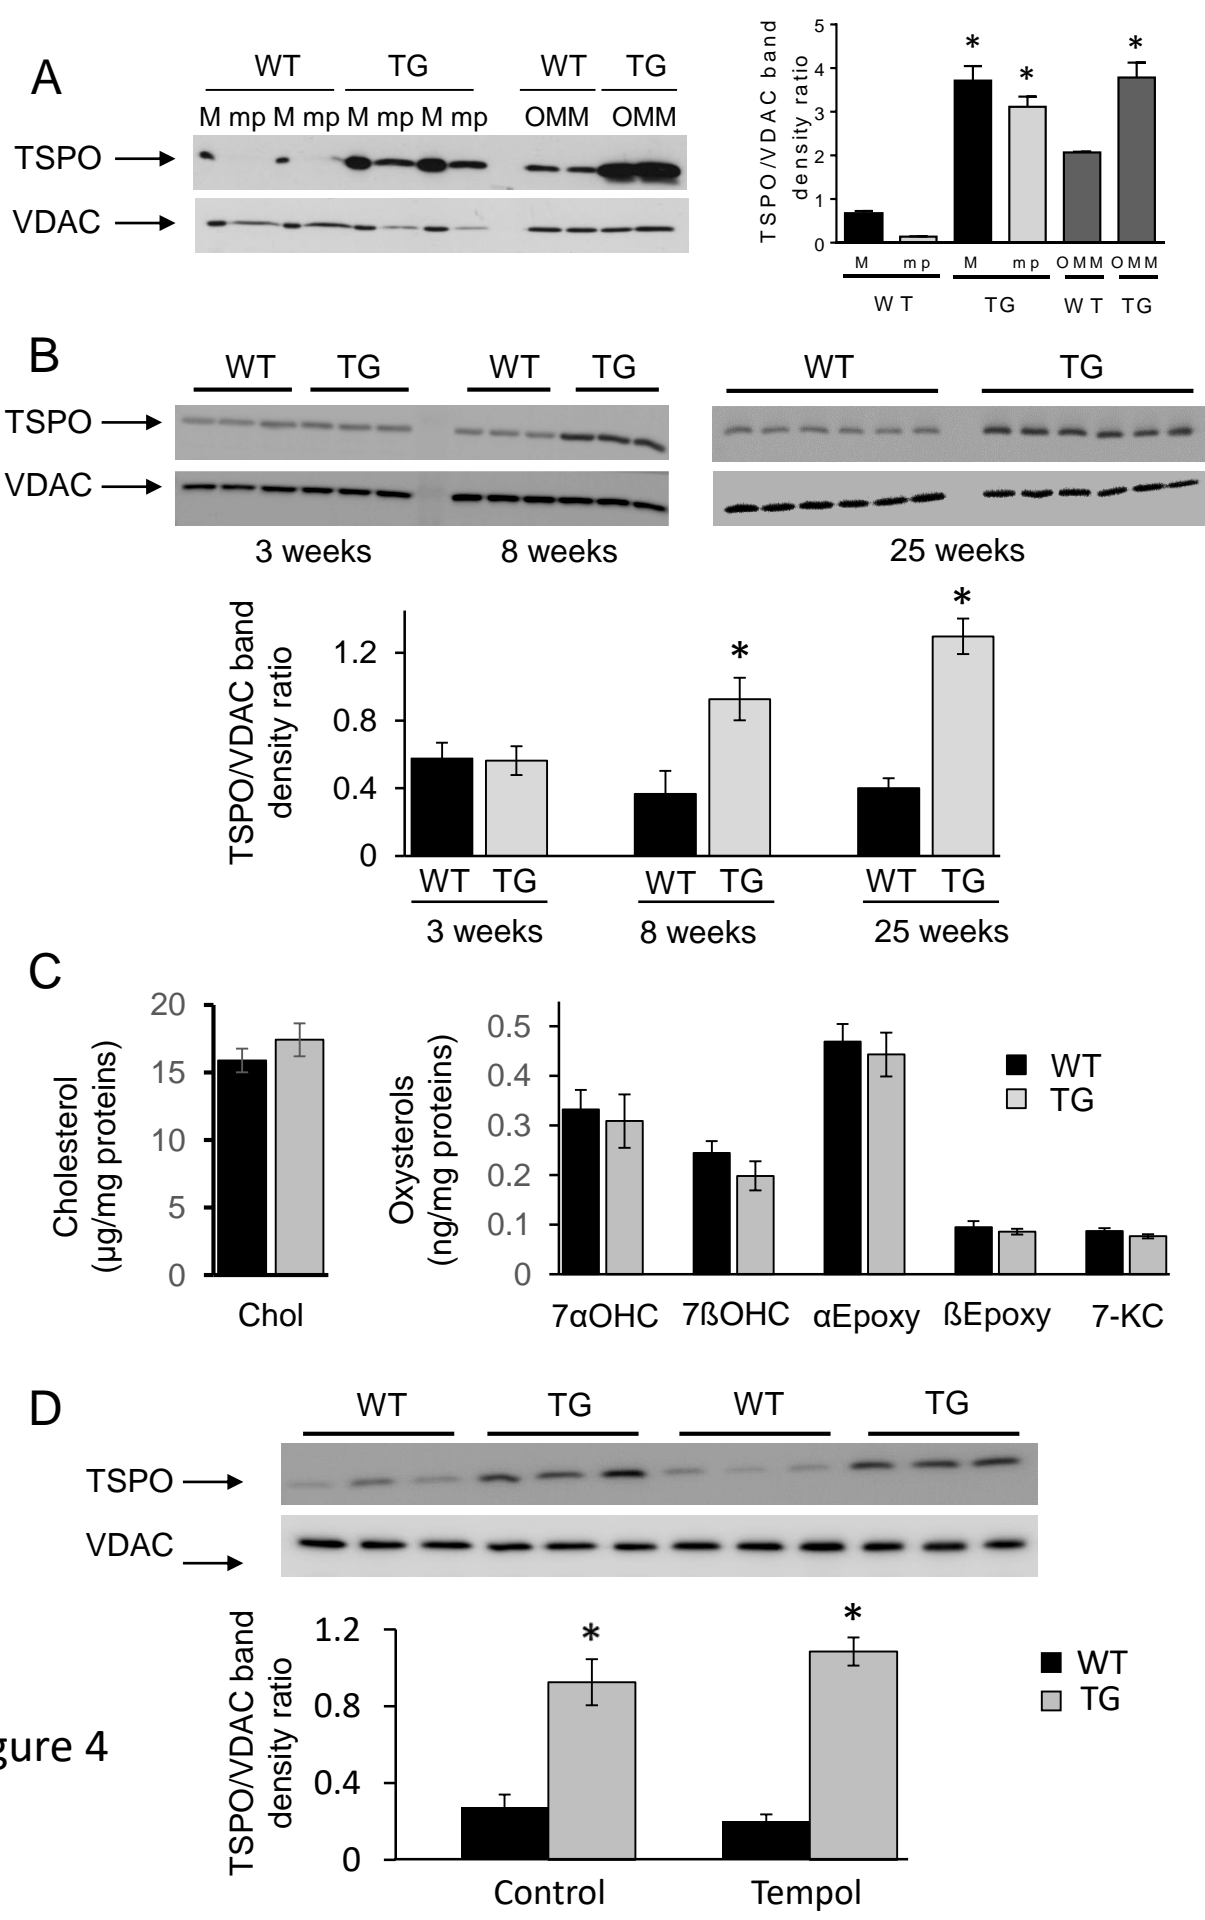 A
WT TG WT TG
M mp M mp M mp M mp OMM OMM
TSPO
VDAC
TSPO/VDAC band
density ratio
5
4
3
2
1
0
* * *
M mp M mp OMM OMM
WT TG WT TG
B
WT TG WT TG WT TG
TSPO
VDAC
3 weeks 8 weeks 25 weeks
TSPO/VDAC band
density ratio
1.2
0.8
0.4
0
* *
WT TG WT TG WT TG
3 weeks 8 weeks 25 weeks
C
Cholesterol
(µg/mg proteins)
20
15
10
5
0
Chol
Oxysterols
(ng/mg proteins)
0.5
0.4
0.3
0.2
0.1
0
7αOHC 7ßOHC αEpoxy ßEpoxy 7-KC
WT
TG
D
WT TG WT TG
TSPO
VDAC
TSPO/VDAC band
density ratio
1.2
0.8
0.4
0
* *
Control Tempol
WT
TG
gure 4